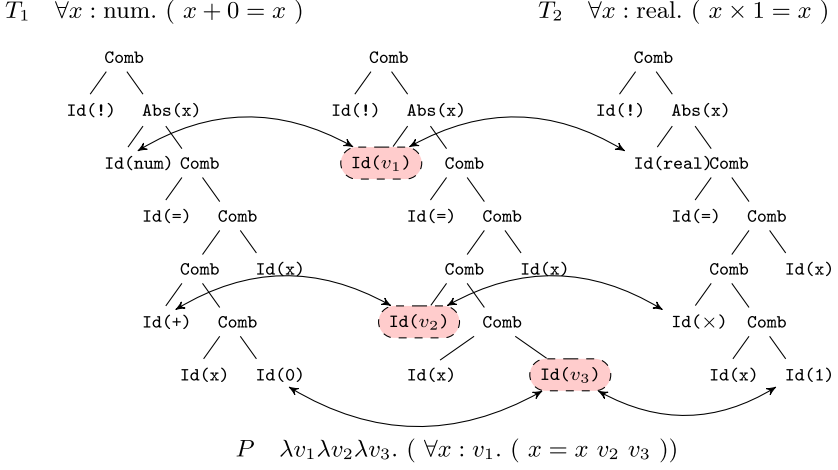 T₁ ∀x : num. ( x + 0 = x ) T₂ ∀x : real. ( x × 1 = x )
Comb Comb Comb
Id(!) Abs(x) Id(!) Abs(x) Id(!) Abs(x)
Id(num) Comb Id(v₁) Comb Id(real) Comb
Id(=) Comb Id(=) Comb Id(=) Comb
Comb Id(x) Comb Id(x) Comb Id(x)
Id(+) Comb Id(v₂) Comb Id(×) Comb
Id(x) Id(0) Id(x) Id(v₃) Id(x) Id(1)
P λv₁λv₂λv₃. ( ∀x : v₁. ( x = x v₂ v₃ ))